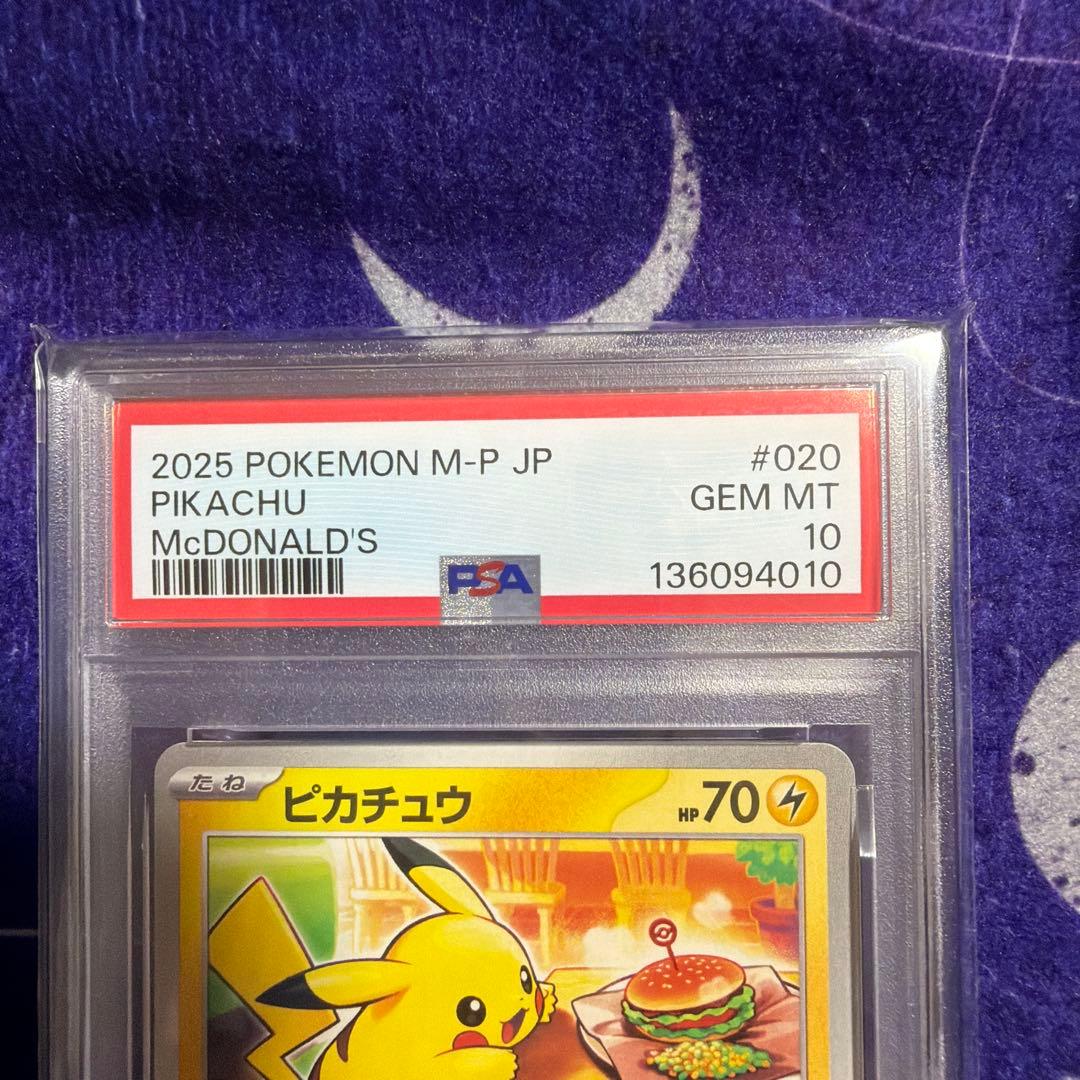 2025 POKEMON M-P JP #020
PIKACHU GEM MT
McDONALD'S 10
136094010
PSA
たね ピカチュウ HP70